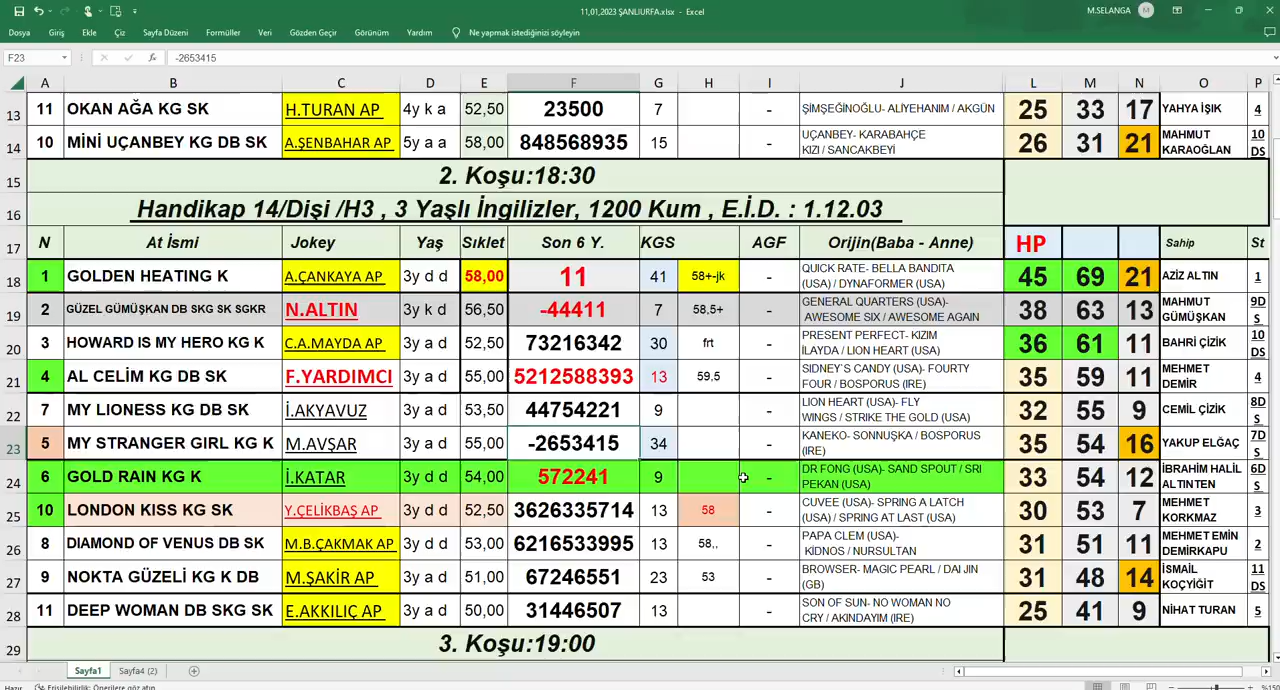 11,01,2023 ŞANLIURFA.xlsx - Excel
M.SELANGA M
Dosya Giriş Ekle Çiz Sayfa Düzeni Formüller Veri Gözden Geçir Görünüm Yardım Ne yapmak istediğinizi söyleyin
F23 fx -2653415
A B C D E F G H I J L M N O P
13 11 OKAN AĞA KG SK H.TURAN AP 4y k a 52,50 23500 7 - ŞİMŞEĞİNOĞLU- ALİYEHANIM / AKGÜN 25 33 17 YAHYA IŞIK 4
14 10 MİNİ UÇANBEY KG DB SK A.ŞENBAHAR AP 5y a a 58,00 848568935 15 - UÇANBEY- KARABAHÇE KIZI / SANCAKBEYİ 26 31 21 MAHMUT KARAOĞLAN 10 DS
15 2. Koşu:18:30
16 Handikap 14/Dişi /H3 , 3 Yaşlı İngilizler, 1200 Kum , E.İ.D. : 1.12.03
17 N At İsmi Jokey Yaş Sıklet Son 6 Y. KGS AGF Orijin(Baba - Anne) HP Sahip St
18 1 GOLDEN HEATING K A.ÇANKAYA AP 3y d d 58,00 11 41 58+-jk - QUICK RATE- BELLA BANDITA (USA) / DYNAFORMER (USA) 45 69 21 AZİZ ALTIN 1
19 2 GÜZEL GÜMÜŞKAN DB SKG SK SGKR N.ALTIN 3y k d 56,50 -44411 7 58,5+ - GENERAL QUARTERS (USA)- AWESOME SIX / AWESOME AGAIN 38 63 13 MAHMUT GÜMÜŞKAN 9D S
20 3 HOWARD IS MY HERO KG K C.A.MAYDA AP 3y a d 52,50 73216342 30 frt - PRESENT PERFECT- KIZIM İLAYDA / LION HEART (USA) 36 61 11 BAHRİ ÇİZİK 10 DS
21 4 AL CELİM KG DB SK F.YARDIMCI 3y a d 55,00 5212588393 13 59,5 - SIDNEY`S CANDY (USA)- FOURTY FOUR / BOSPORUS (IRE) 35 59 11 MEHMET DEMİR 4
22 7 MY LIONESS KG DB SK İ.AKYAVUZ 3y a d 53,50 44754221 9 - LION HEART (USA)- FLY WINGS / STRIKE THE GOLD (USA) 32 55 9 CEMİL ÇİZİK 8D S
23 5 MY STRANGER GIRL KG K M.AVŞAR 3y a d 55,00 -2653415 34 - KANEKO- SONNUŞKA / BOSPORUS (IRE) 35 54 16 YAKUP ELĞAÇ 7D S
24 6 GOLD RAIN KG K İ.KATAR 3y d d 54,00 572241 9 - DR FONG (USA)- SAND SPOUT / SRI PEKAN (USA) 33 54 12 İBRAHİM HALİL ALTINTEN 6D S
25 10 LONDON KISS KG SK Y.ÇELİKBAŞ AP 3y d d 52,50 3626335714 13 58 - CUVEE (USA)- SPRING A LATCH (USA) / SPRING AT LAST (USA) 30 53 7 MEHMET KORKMAZ 3
26 8 DIAMOND OF VENUS DB SK M.B.ÇAKMAK AP 3y d d 53,00 6216533995 13 58,, - PAPA CLEM (USA)- KİDNOS / NURSULTAN 31 51 11 MEHMET EMİN DEMİRKAPU 2
27 9 NOKTA GÜZELİ KG K DB M.ŞAKİR AP 3y a d 51,00 67246551 23 53 - BROWSER- MAGIC PEARL / DAI JIN (GB) 31 48 14 İSMAİL KOÇYİĞİT 11 DS
28 11 DEEP WOMAN DB SKG SK E.AKKILIÇ AP 3y a d 50,00 31446507 13 - SON OF SUN- NO WOMAN NO CRY / AKINDAYIM (IRE) 25 41 9 NİHAT TURAN 5
29 3. Koşu:19:00
Sayfa1 Sayfa4 (2)
Hazır Erişilebilirlik: Önerilere göz atın %150